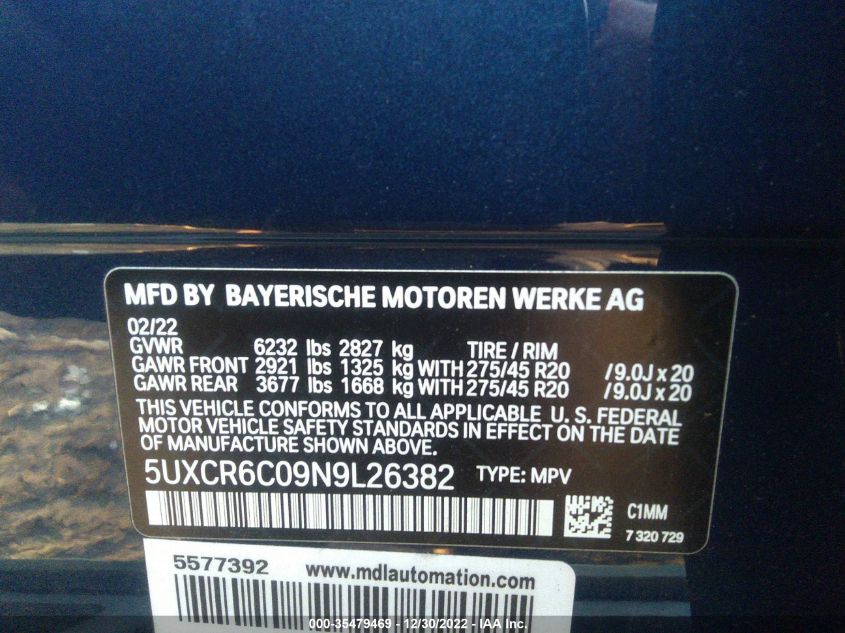 MFD BY BAYERISCHE MOTOREN WERKE AG
02/22
GVWR 6232 lbs 2827 kg TIRE / RIM
GAWR FRONT 2921 lbs 1325 kg WITH 275/45 R20 / 9.0J x 20
GAWR REAR 3677 lbs 1668 kg WITH 275/45 R20 / 9.0J x 20
THIS VEHICLE CONFORMS TO ALL APPLICABLE U. S. FEDERAL
MOTOR VEHICLE SAFETY STANDARDS IN EFFECT ON THE DATE
OF MANUFACTURE SHOWN ABOVE.
5UXCR6C09N9L26382 TYPE: MPV
C1MM
7 320 729
5577392 www.mdlautomation.com
000-35479469 - 12/30/2022 - IAA Inc.